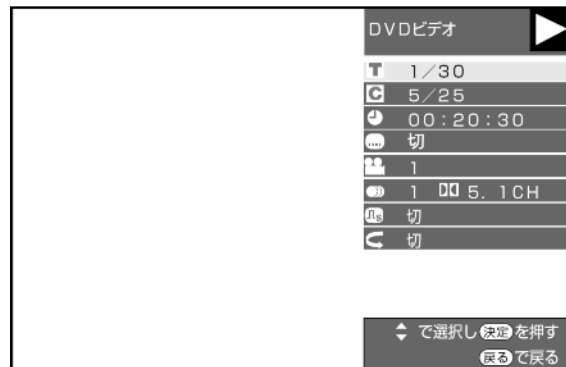 DVDビデオ
T 1/30
C 5/25
00:20:30
切
1
1 DD 5.1CH
切
切
で選択し決定を押す
戻るで戻る